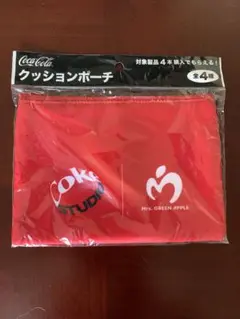 Coca-Cola
クッションポーチ
対象製品4本購入でもらえる!
全4種
Coke
STUDIO
Mrs. GREEN APPLE